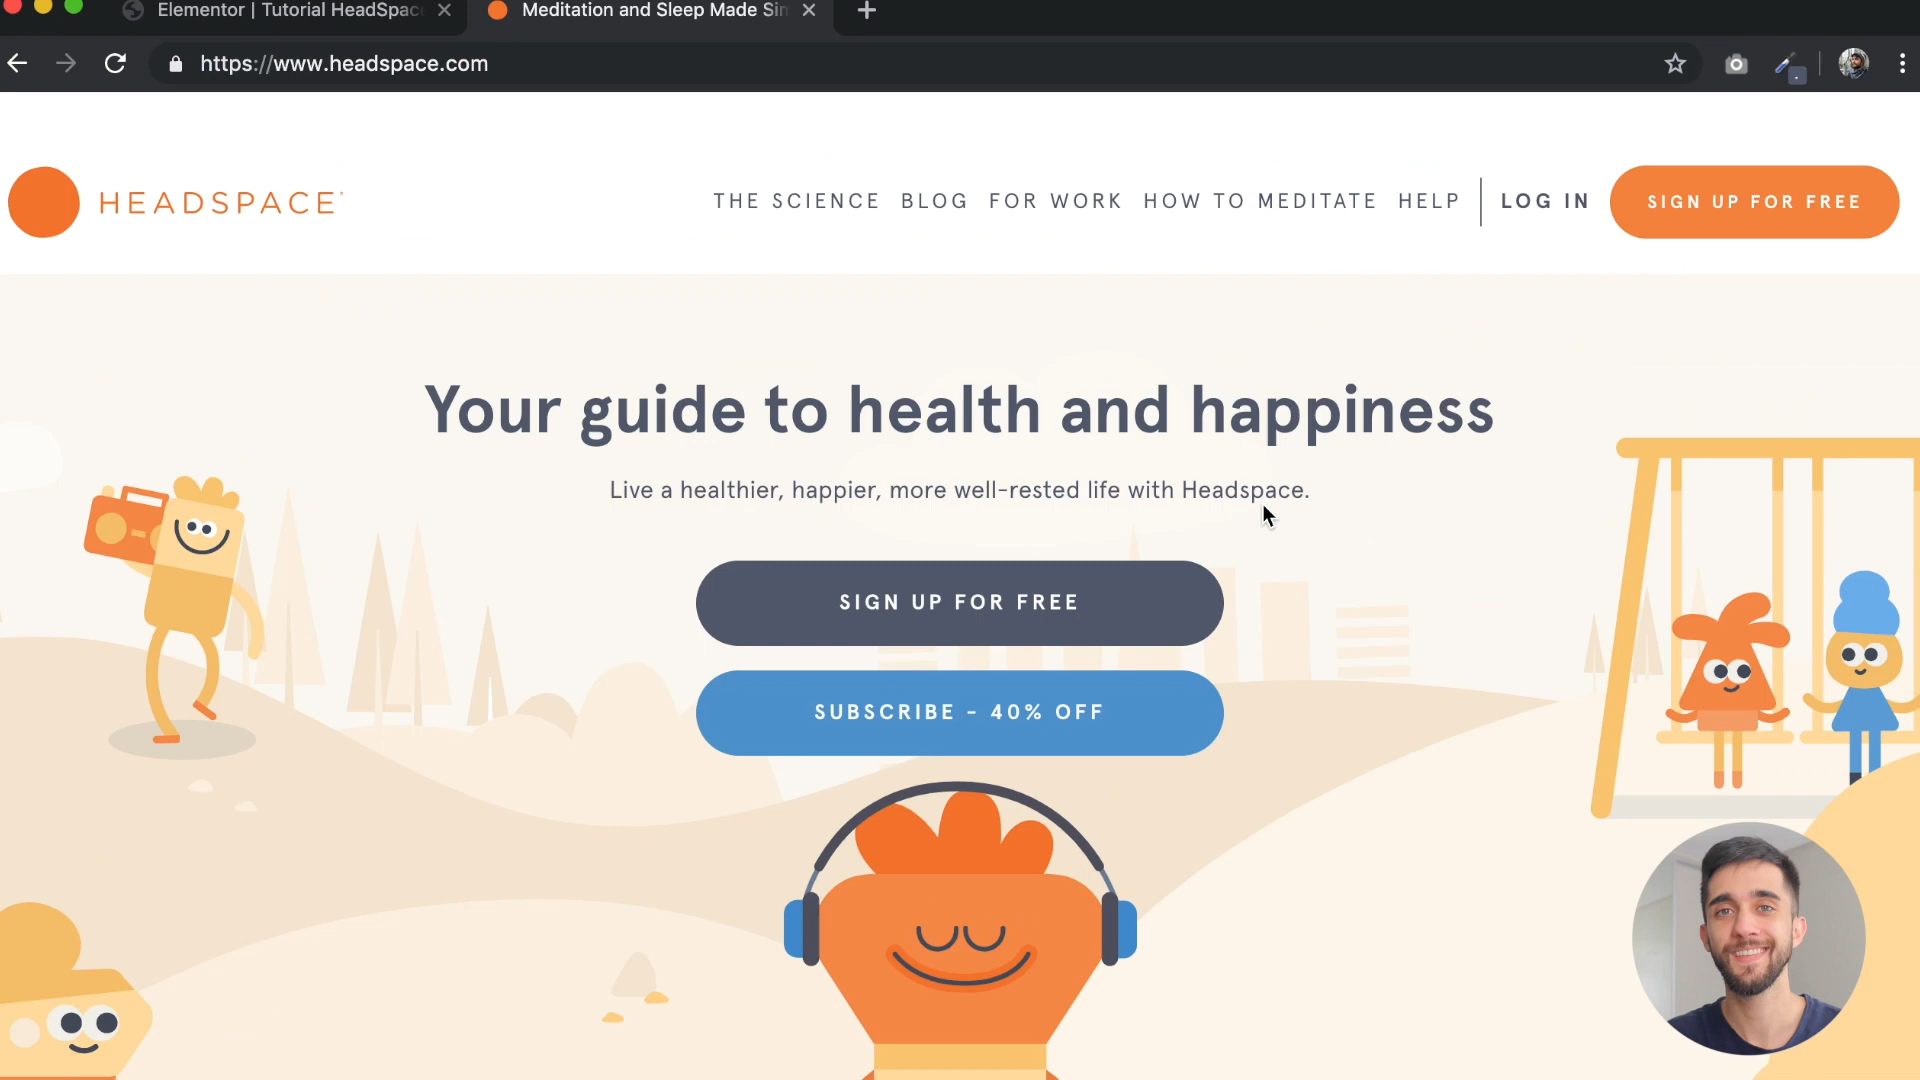 Elementor | Tutorial HeadSpac
Meditation and Sleep Made Sim
https://www.headspace.com
HEADSPACE
THE SCIENCE BLOG FOR WORK HOW TO MEDITATE HELP LOG IN SIGN UP FOR FREE
Your guide to health and happiness
Live a healthier, happier, more well-rested life with Headspace.
SIGN UP FOR FREE
SUBSCRIBE - 40% OFF